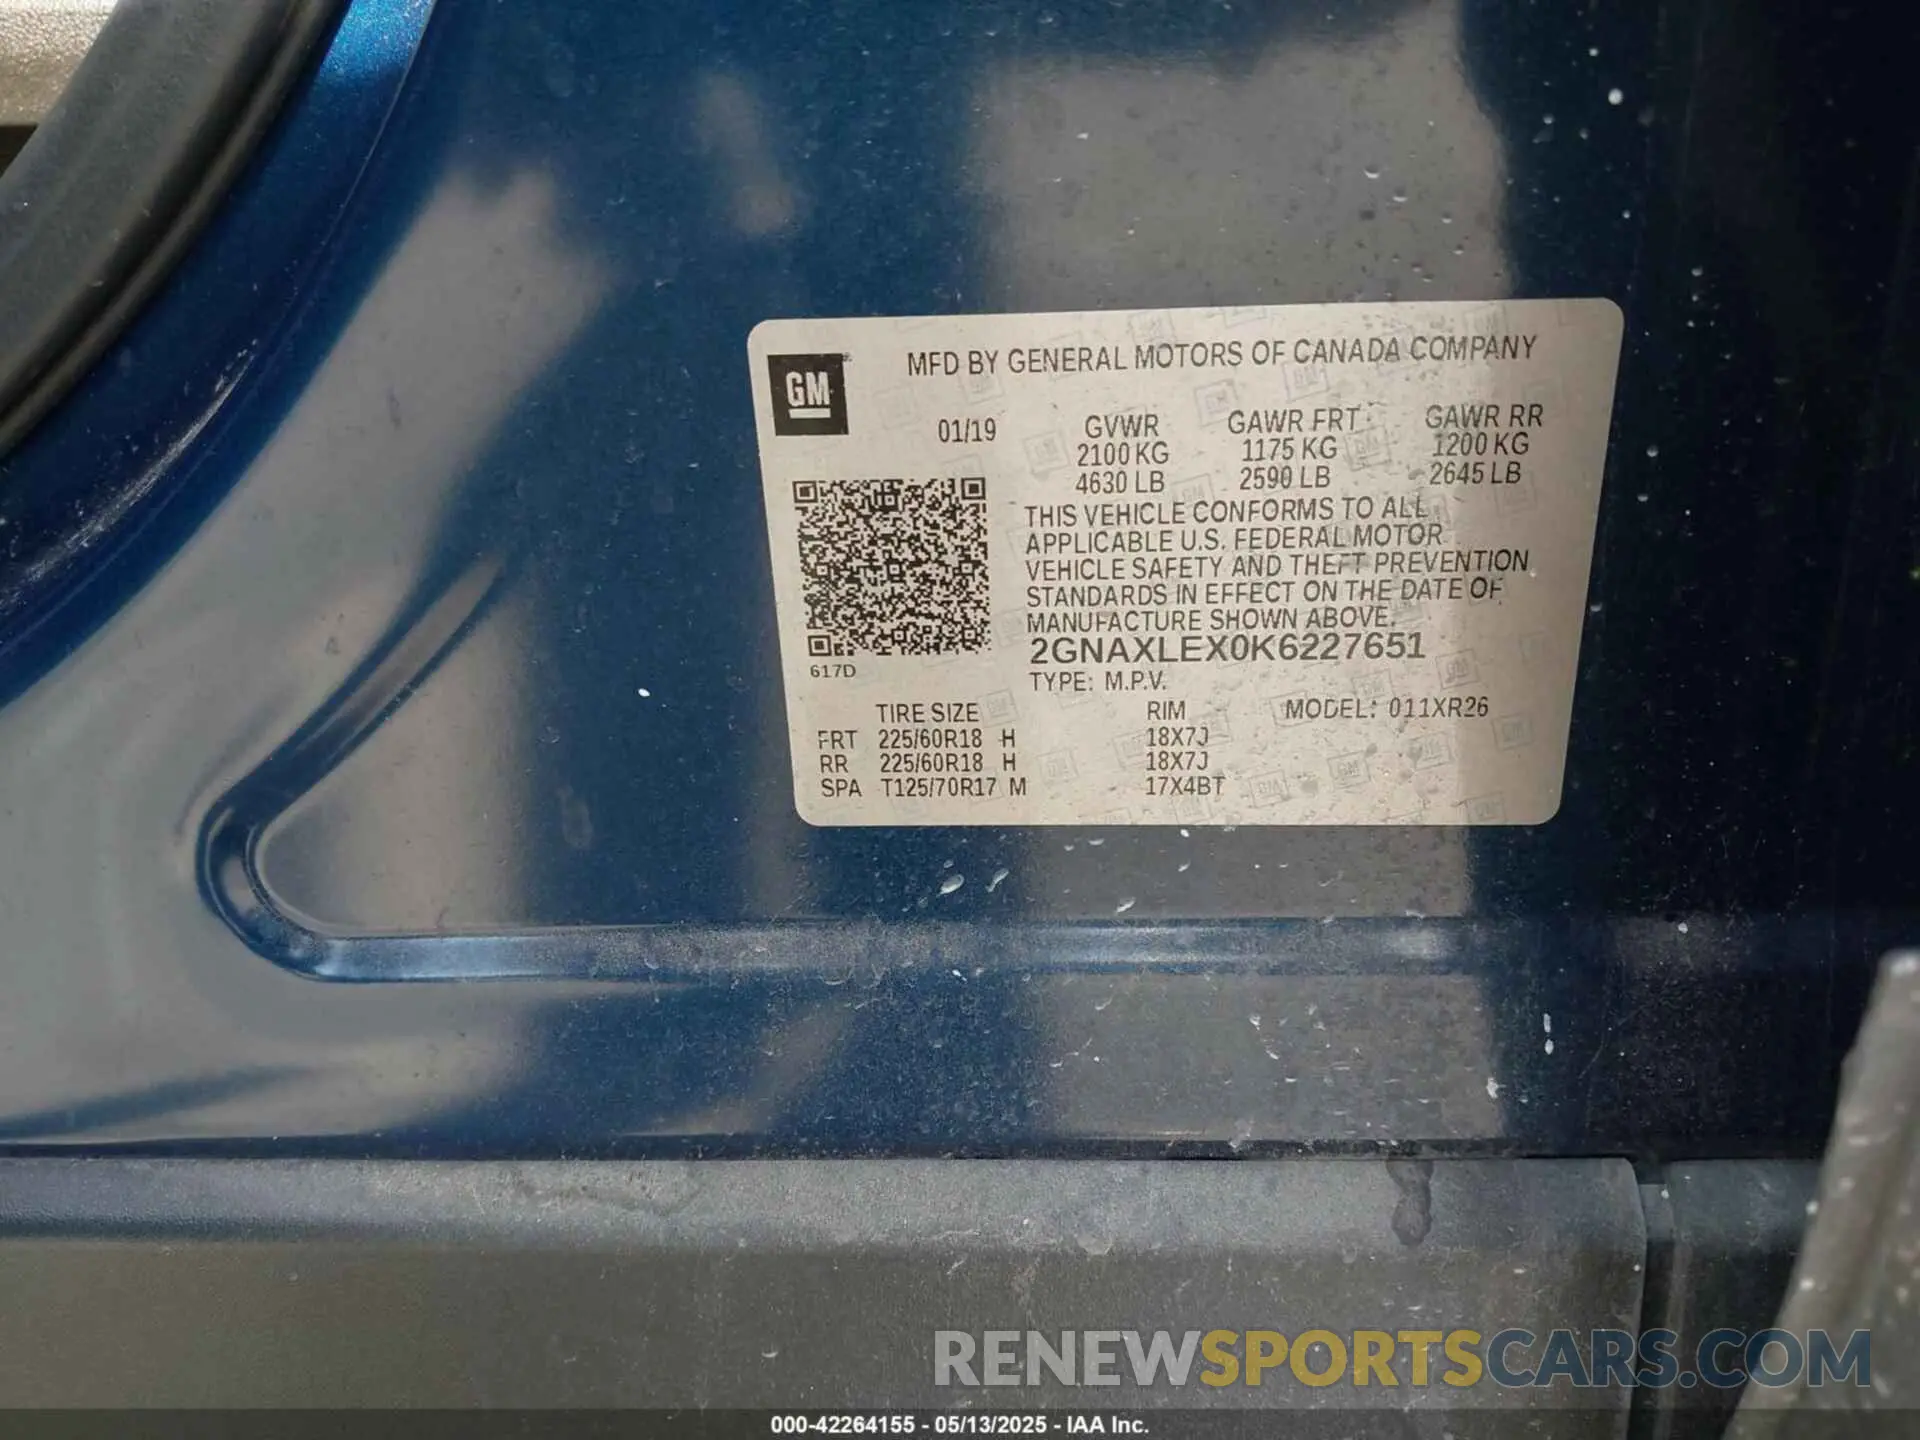 GM
MFD BY GENERAL MOTORS OF CANADA COMPANY
01/19
GVWR GAWR FRT GAWR RR
2100 KG 1175 KG 1200 KG
4630 LB 2590 LB 2645 LB
THIS VEHICLE CONFORMS TO ALL
APPLICABLE U.S. FEDERAL MOTOR
VEHICLE SAFETY AND THEFT PREVENTION
STANDARDS IN EFFECT ON THE DATE OF
MANUFACTURE SHOWN ABOVE.
2GNAXLEX0K6227651
617D
TYPE: M.P.V.
TIRE SIZE RIM MODEL: 011XR26
FRT 225/60R18 H 18X7J
RR 225/60R18 H 18X7J
SPA T125/70R17 M 17X4BT
RENEWSPORTSCARS.COM
000-42264155 - 05/13/2025 - IAA Inc.